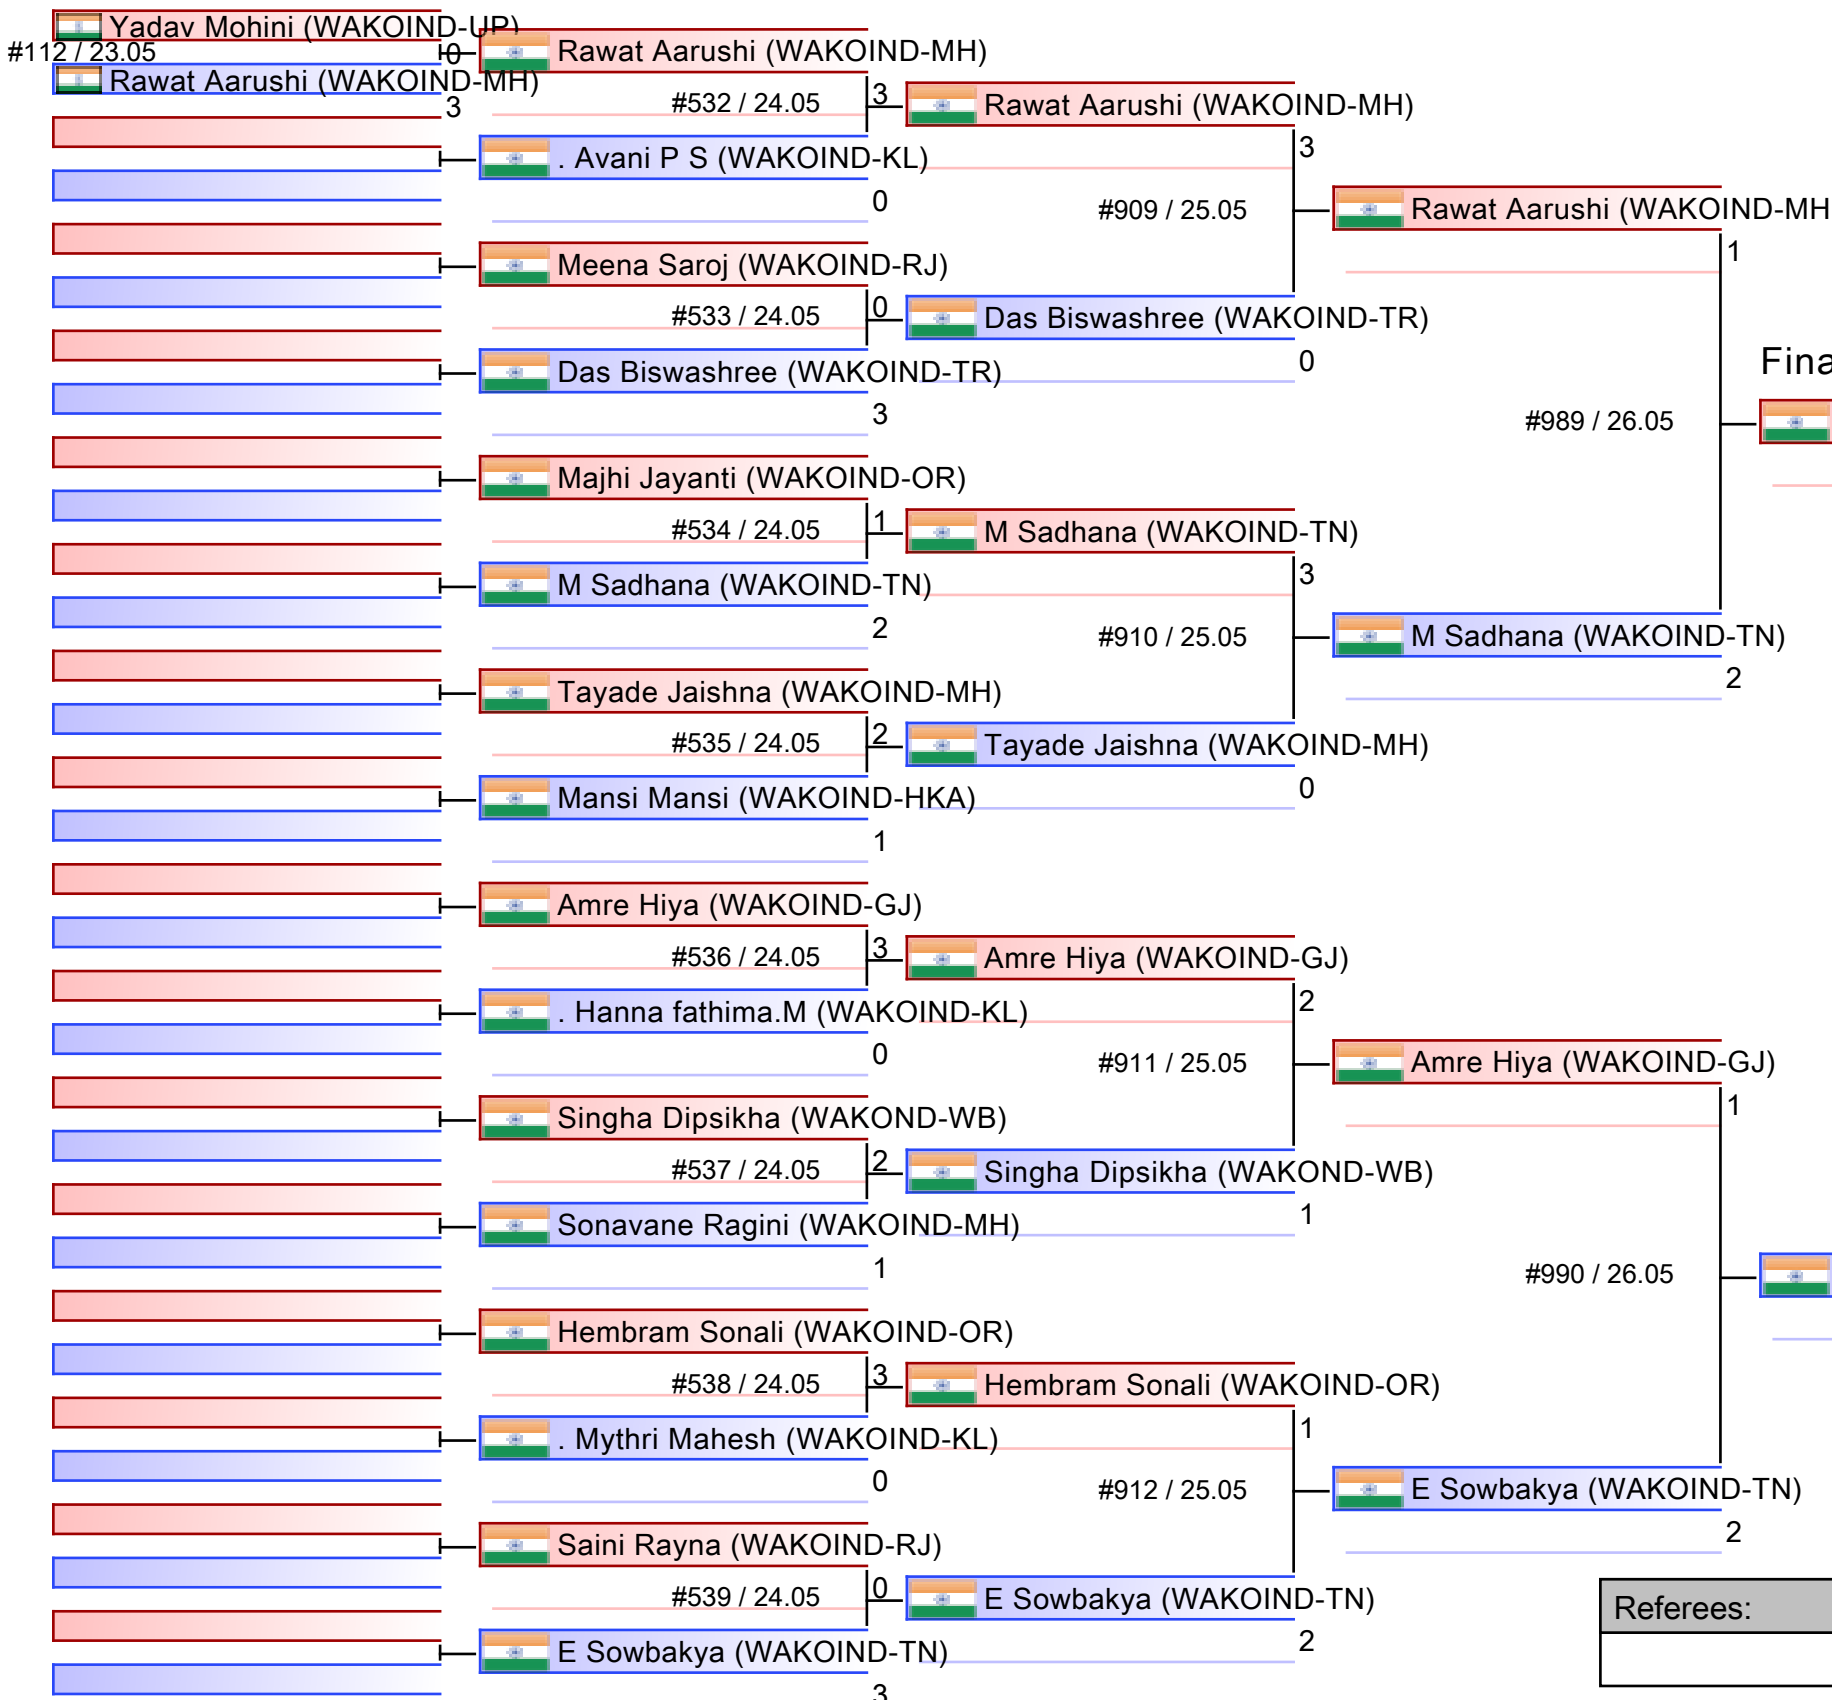 Yadav Mohini (WAKOIND-UP)
#112 / 23.05
0
Rawat Aarushi (WAKOIND-MH)
3
Rawat Aarushi (WAKOIND-MH)
#532 / 24.05
3
. Avani P S (WAKOIND-KL)
0
Meena Saroj (WAKOIND-RJ)
#533 / 24.05
0
Das Biswashree (WAKOIND-TR)
3
Majhi Jayanti (WAKOIND-OR)
#534 / 24.05
1
M Sadhana (WAKOIND-TN)
2
Tayade Jaishna (WAKOIND-MH)
#535 / 24.05
2
Mansi Mansi (WAKOIND-HKA)
1
Amre Hiya (WAKOIND-GJ)
#536 / 24.05
3
. Hanna fathima.M (WAKOIND-KL)
0
Singha Dipsikha (WAKOND-WB)
#537 / 24.05
2
Sonavane Ragini (WAKOIND-MH)
1
Hembram Sonali (WAKOIND-OR)
#538 / 24.05
3
. Mythri Mahesh (WAKOIND-KL)
0
Saini Rayna (WAKOIND-RJ)
#539 / 24.05
0
E Sowbakya (WAKOIND-TN)
3
Rawat Aarushi (WAKOIND-MH)
3
#909 / 25.05
Das Biswashree (WAKOIND-TR)
0
M Sadhana (WAKOIND-TN)
3
#910 / 25.05
Tayade Jaishna (WAKOIND-MH)
0
Amre Hiya (WAKOIND-GJ)
2
#911 / 25.05
Singha Dipsikha (WAKOND-WB)
1
Hembram Sonali (WAKOIND-OR)
1
#912 / 25.05
E Sowbakya (WAKOIND-TN)
2
Rawat Aarushi (WAKOIND-MH
1
#989 / 26.05
M Sadhana (WAKOIND-TN)
2
Amre Hiya (WAKOIND-GJ)
1
#990 / 26.05
E Sowbakya (WAKOIND-TN)
2
Fina
Referees: